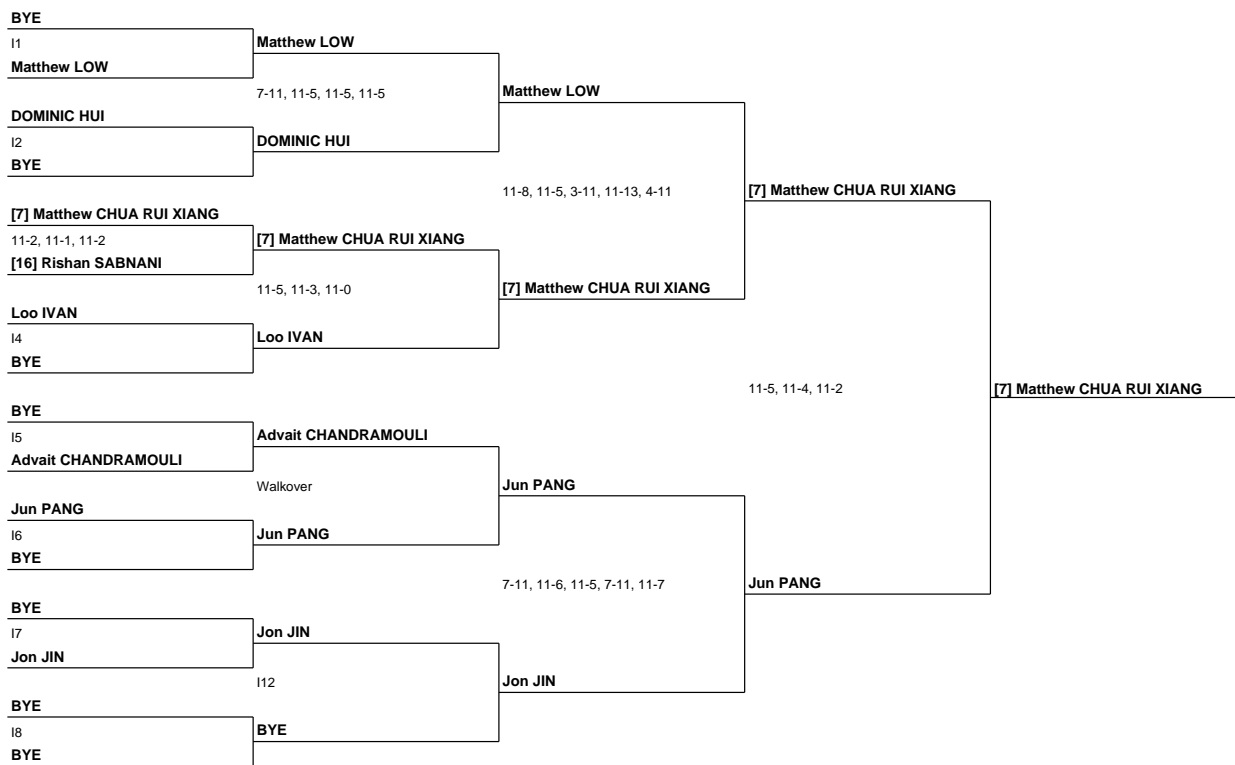 BYE
I1
Matthew LOW
Matthew LOW
7-11, 11-5, 11-5, 11-5
Matthew LOW
DOMINIC HUI
I2
DOMINIC HUI
BYE
11-8, 11-5, 3-11, 11-13, 4-11
[7] Matthew CHUA RUI XIANG
[7] Matthew CHUA RUI XIANG
11-2, 11-1, 11-2
[7] Matthew CHUA RUI XIANG
[16] Rishan SABNANI
11-5, 11-3, 11-0
[7] Matthew CHUA RUI XIANG
Loo IVAN
I4
Loo IVAN
BYE
11-5, 11-4, 11-2
[7] Matthew CHUA RUI XIANG
BYE
I5
Advait CHANDRAMOULI
Advait CHANDRAMOULI
Walkover
Jun PANG
Jun PANG
I6
Jun PANG
BYE
7-11, 11-6, 11-5, 7-11, 11-7
Jun PANG
BYE
I7
Jon JIN
Jon JIN
I12
Jon JIN
BYE
I8
BYE
BYE